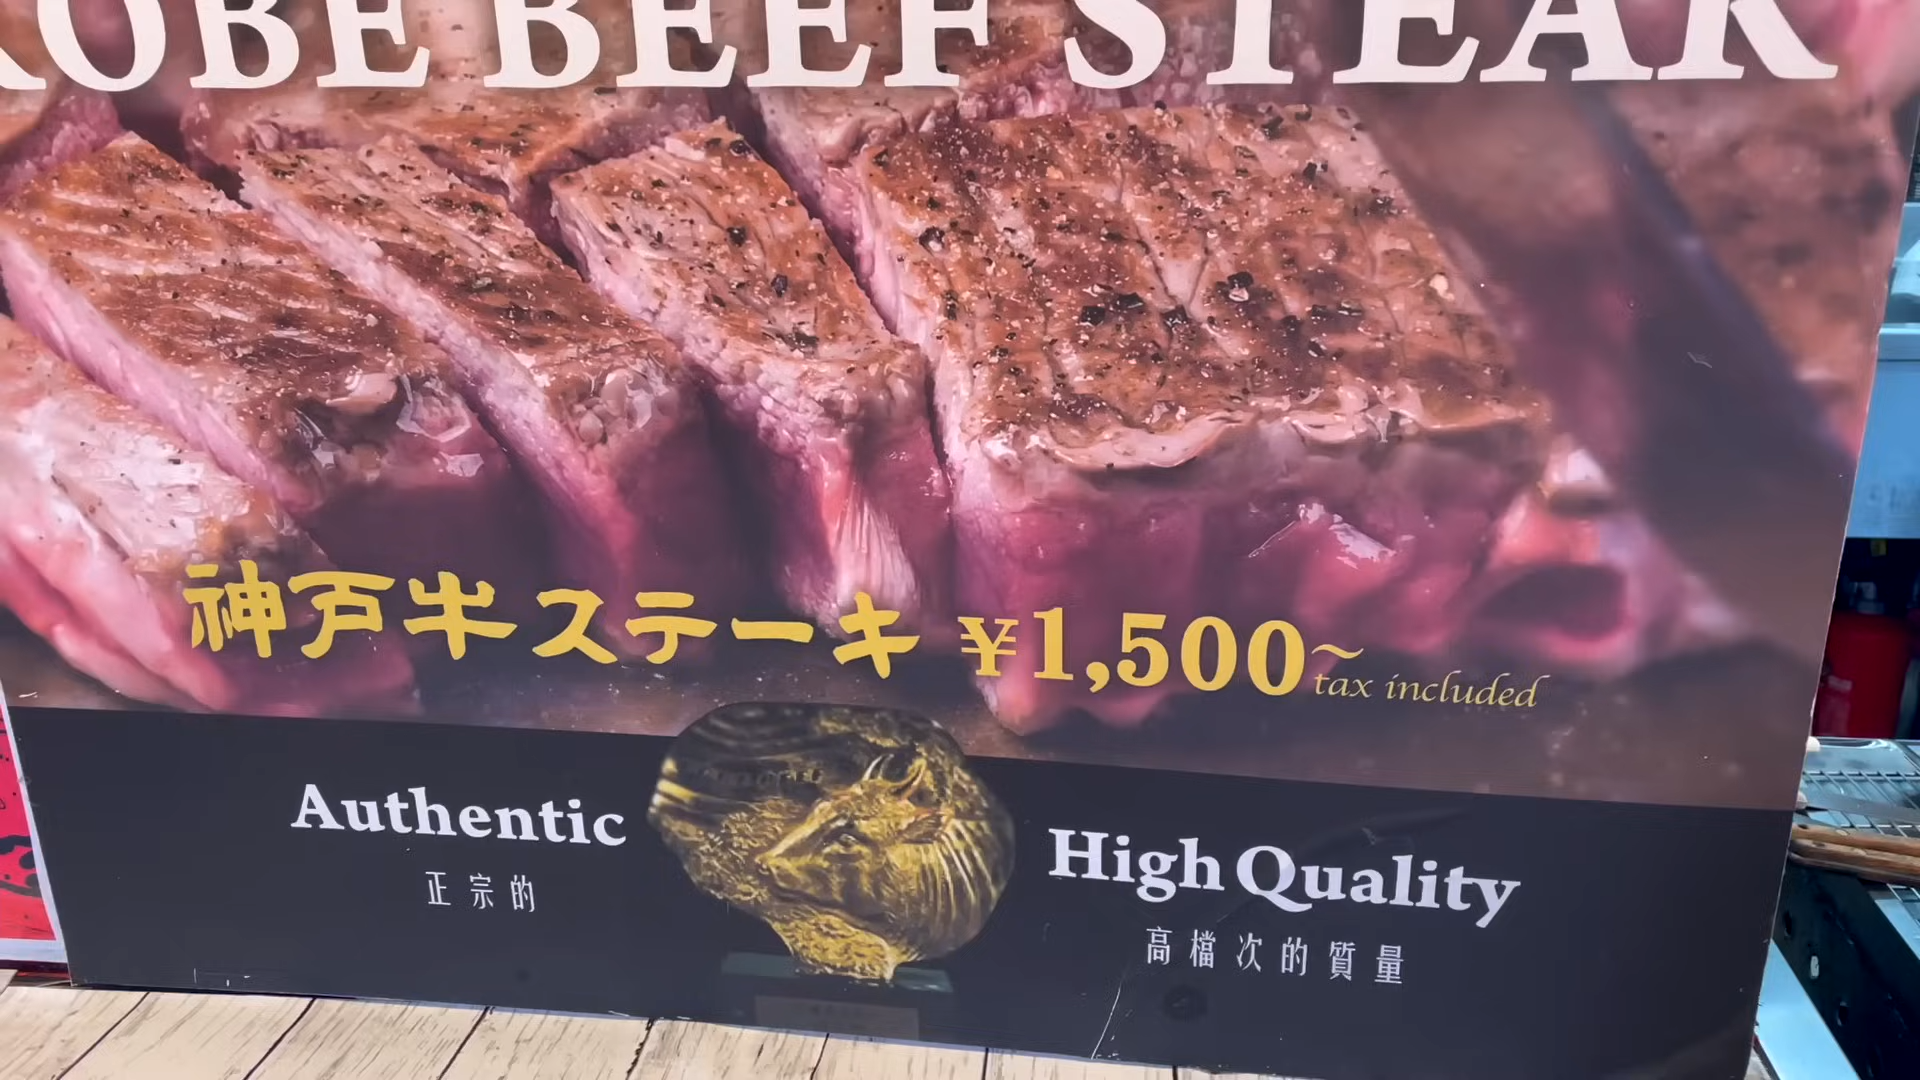 KOBE BEEF STEAK
神戸牛ステーキ ¥1,500~ tax included
Authentic
正宗的
High Quality
高檔次的質量